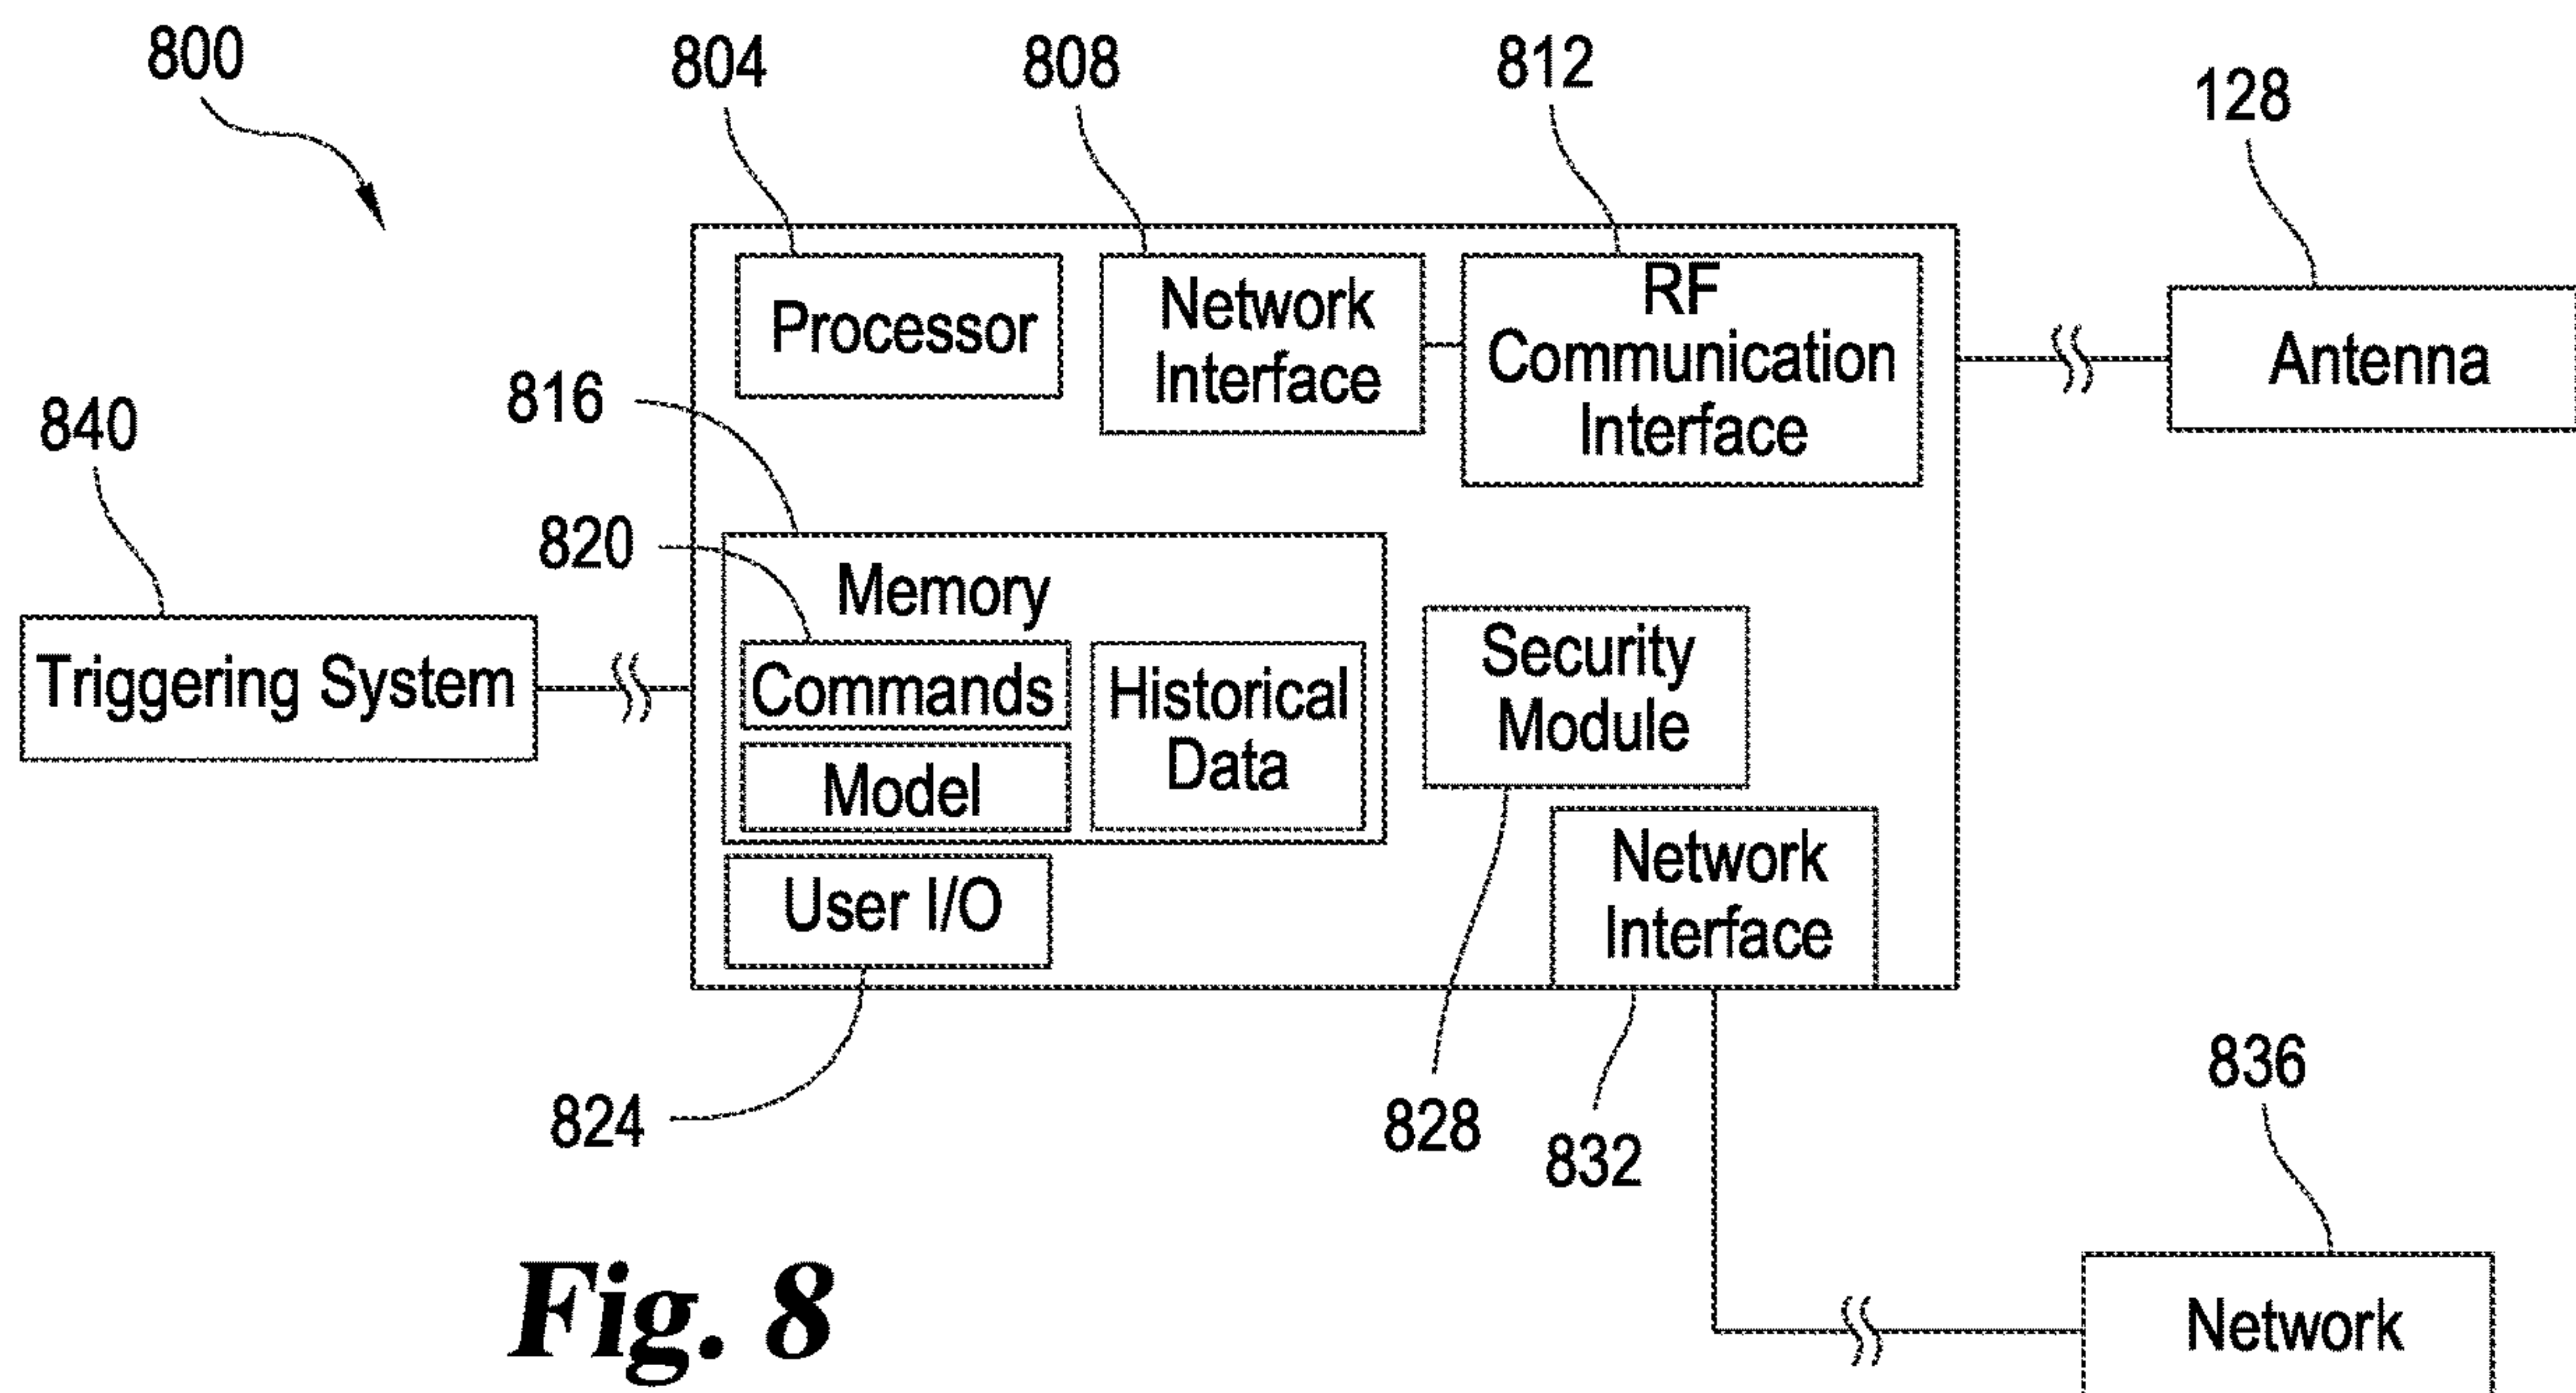 800
804
808
812
128
Processor
Network
Interface
RF
Communication
Interface
Antenna
816
840
820
Memory
Triggering System
Commands
Model
Historical
Data
Security
Module
User I/O
Network
Interface
824
828
832
836
Network
Fig. 8